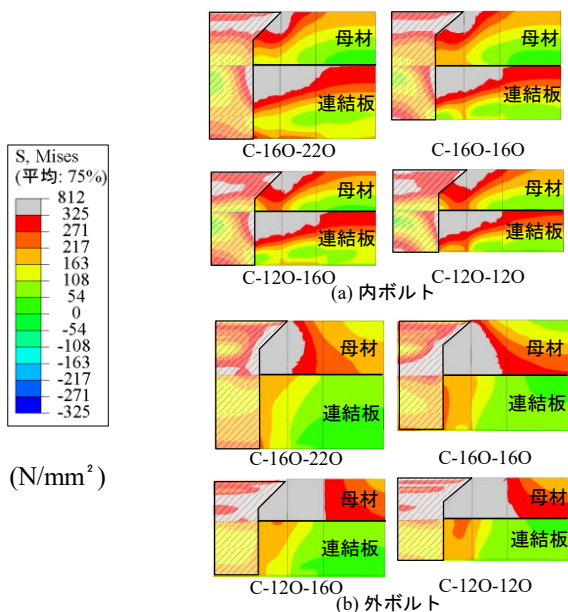 S, Mises
(平均: 75%)
812
325
271
217
163
108
54
0
-54
-108
-163
-217
-271
-325
(N/mm²)
母材
連結板
C-16O-22O
母材
連結板
C-16O-16O
母材
連結板
C-12O-16O
母材
連結板
C-12O-12O
(a) 内ボルト
母材
連結板
C-16O-22O
母材
連結板
C-16O-16O
母材
連結板
C-12O-16O
母材
連結板
C-12O-12O
(b) 外ボルト